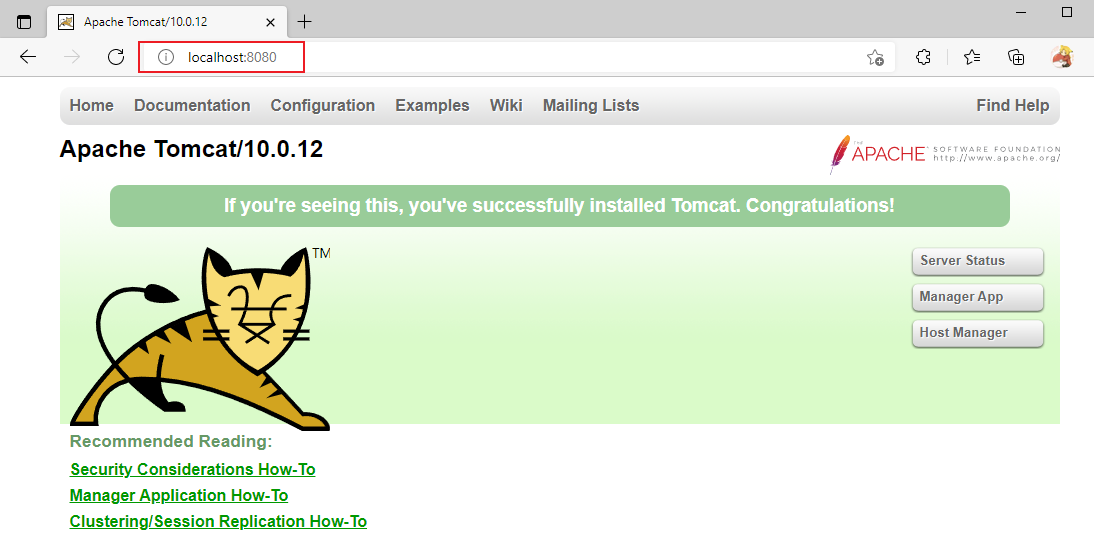 Apache Tomcat/10.0.12
localhost:8080
Home Documentation Configuration Examples Wiki Mailing Lists Find Help
Apache Tomcat/10.0.12
THE APACHE® SOFTWARE FOUNDATION
http://www.apache.org/
If you're seeing this, you've successfully installed Tomcat. Congratulations!
TM
Server Status
Manager App
Host Manager
Recommended Reading:
Security Considerations How-To
Manager Application How-To
Clustering/Session Replication How-To